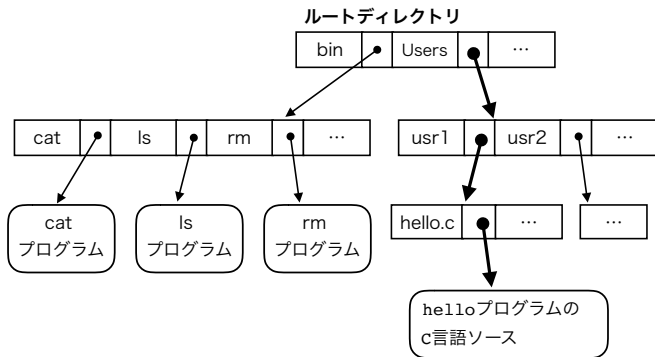 ルートディレクトリ
bin Users …
cat ls rm …
usr1 usr2 …
cat
プログラム
ls
プログラム
rm
プログラム
hello.c …
…
helloプログラムの
C言語ソース